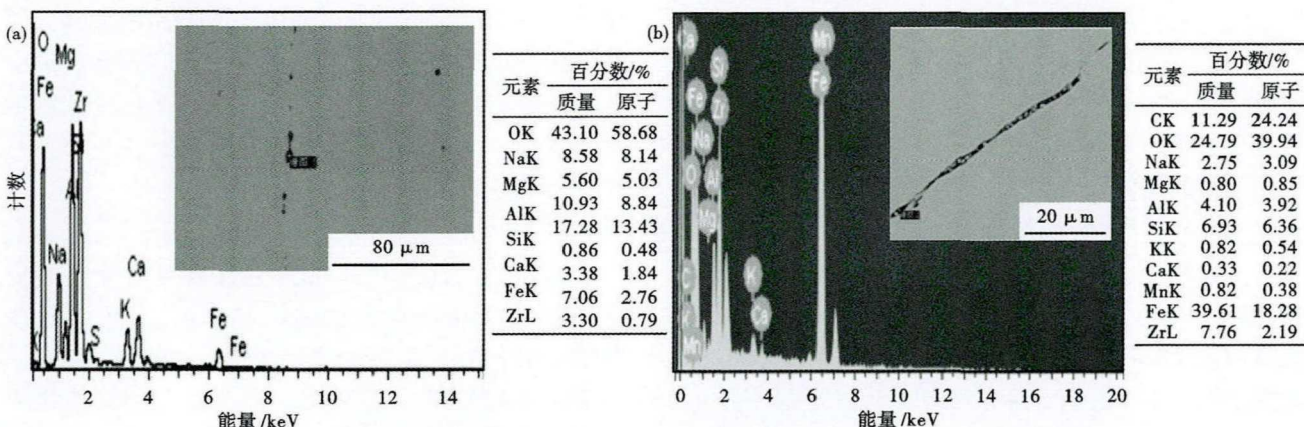 (a)
O
Mg
Fe
Zr
Na
Ca
K
S
Fe
Fe
计数
80 μm
2 4 6 8 10 12 14
能量/keV
元素 百分数/%
质量 原子
OK 43.10 58.68
NaK 8.58 8.14
MgK 5.60 5.03
AlK 10.93 8.84
SiK 17.28 13.43
CaK 0.86 0.48
FeK 3.38 1.84
ZrL 7.06 2.76
3.30 0.79
(b)
Si
Zr
Al
Mg
Mn
Fe
Fe
Na
O
C
K
Ca
Mn
20 μm
0 2 4 6 8 10 12 14 16 18 20
能量/keV
元素 百分数/%
质量 原子
CK 11.29 24.24
OK 24.79 39.94
NaK 2.75 3.09
MgK 0.80 0.85
AlK 4.10 3.92
SiK 6.93 6.36
KK 0.82 0.54
CaK 0.33 0.22
MnK 0.82 0.38
FeK 39.61 18.28
ZrL 7.76 2.19